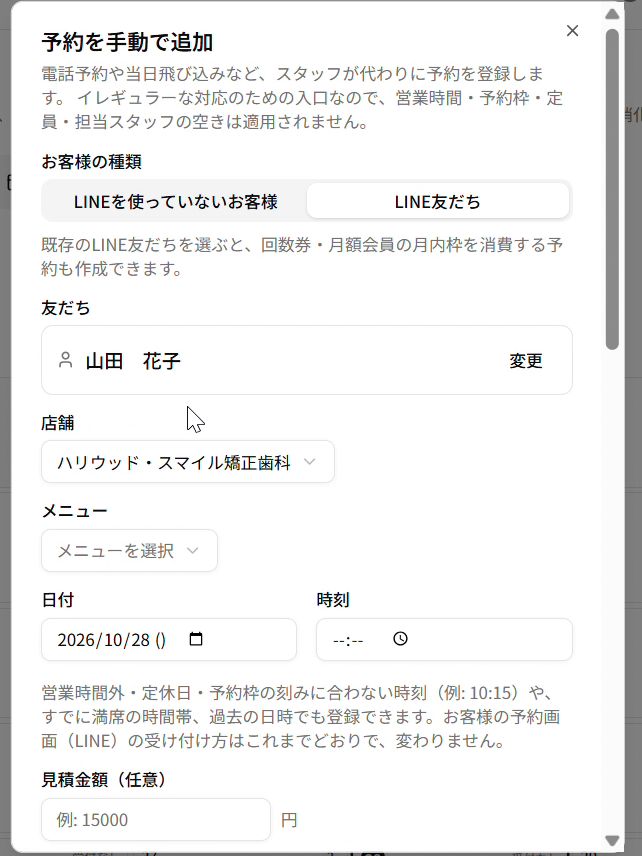 予約を手動で追加
電話予約や当日飛び込みなど、スタッフが代わりに予約を登録しま
す。 イレギュラーな対応のための入口なので、営業時間・予約枠・定
員・担当スタッフの空きは適用されません。
お客様の種類
LINEを使っていないお客様
LINE友だち
既存のLINE友だちを選ぶと、回数券・月額会員の月内枠を消費する予
約も作成できます。
友だち
山田　花子
変更
店舗
ハリウッド・スマイル矯正歯科
メニュー
メニューを選択
日付
時刻
2026/10/28 ()
--:--
営業時間外・定休日・予約枠の刻みに合わない時刻（例: 10:15）や、
すでに満席の時間帯、過去の日時でも登録できます。お客様の予約画
面（LINE）の受け付け方はこれまでどおりで、変わりません。
見積金額（任意）
例: 15000
円